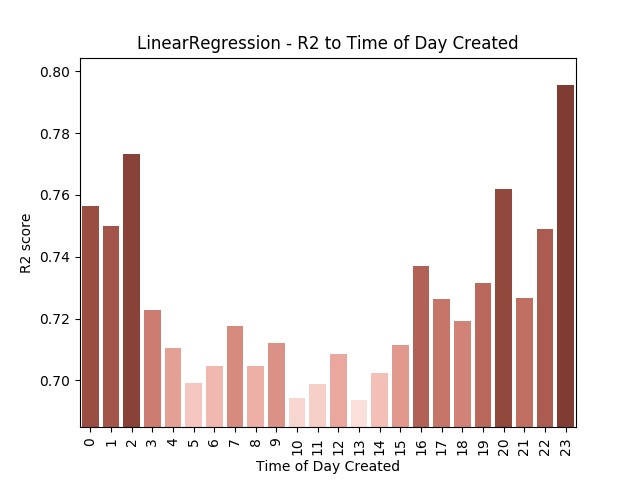 LinearRegression - R2 to Time of Day Created
0.80
0.78
0.76
0.74
0.72
0.70
R2 score
0 1 2 3 4 5 6 7 8 9 10 11 12 13 14 15 16 17 18 19 20 21 22 23
Time of Day Created